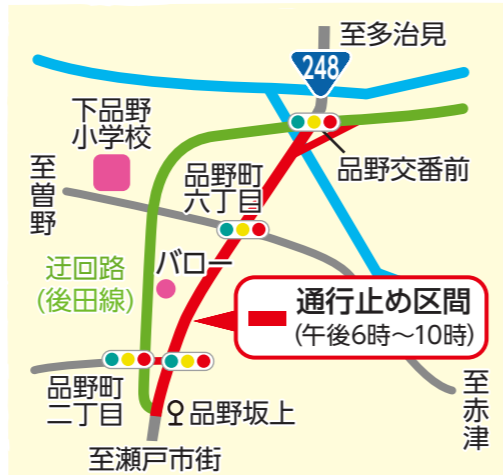 至多治見
248
下品野
小学校
品野交番前
至曽野
品野町
六丁目
迂回路
(後田線)
バロー
通行止め区間
(午後6時～10時)
品野町
二丁目
品野坂上
至赤津
至瀬戸市街